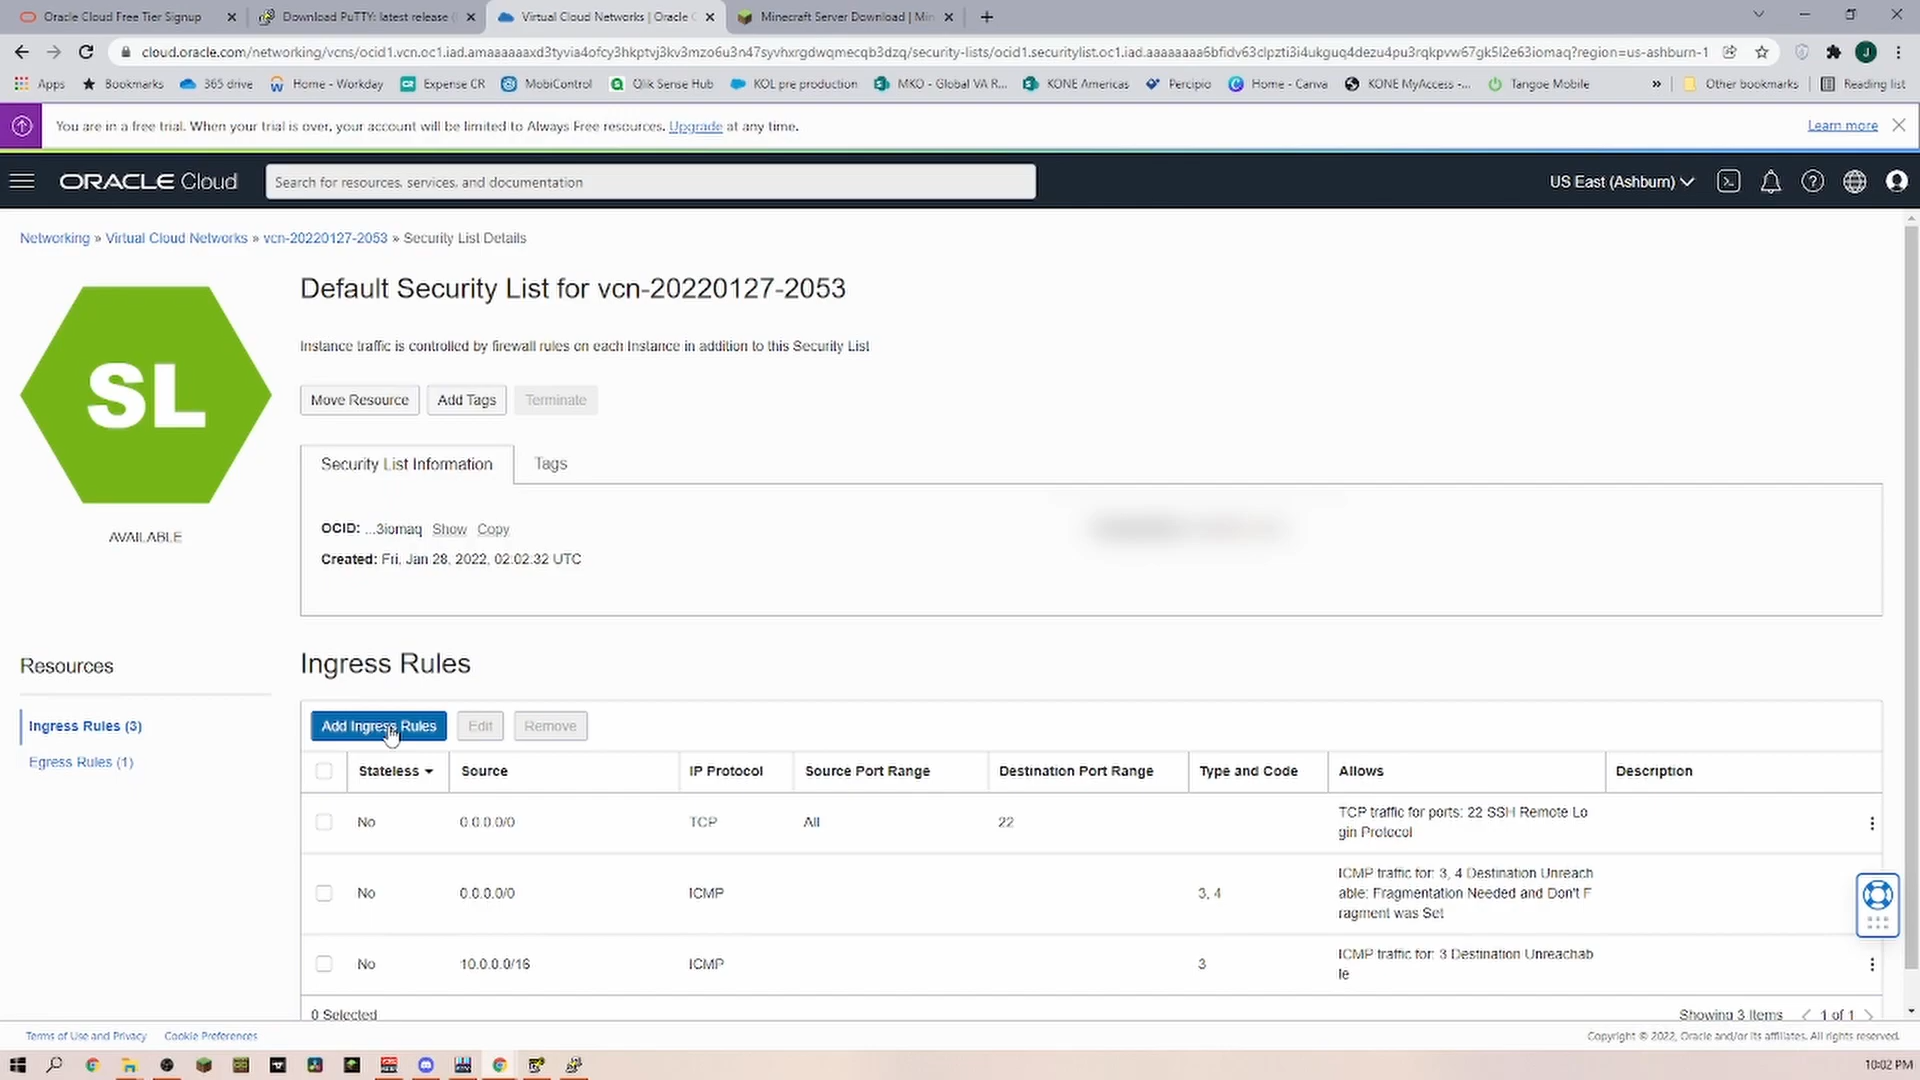 Oracle Cloud Free Tier Signup
Download PuTTY: latest release (
Virtual Cloud Networks | Oracle C
Minecraft Server Download | Min
cloud.oracle.com/networking/vcns/ocid1.vcn.oc1.iad.amaaaaaaxd3tyvia4ofcy3hkptvj3kv3mzo6u3n47syvhxrgdwqmecqb3dzq/security-lists/ocid1.securitylist.oc1.iad.aaaaaaaa6bfidv63clpzti3i4ukguq4dezu4pu3rqkpvw67gk5l2e63iomaq?region=us-ashburn-1
J
Apps
Bookmarks
365 drive
Home - Workday
Expense CR
MobiControl
Qlik Sense Hub
KOL pre production
MKO - Global VA R...
KONE Americas
Percipio
Home - Canva
KONE MyAccess -...
Tangoe Mobile
»
Other bookmarks
Reading list
You are in a free trial. When your trial is over, your account will be limited to Always Free resources. Upgrade at any time.
Learn more
ORACLE Cloud
Search for resources, services, and documentation
US East (Ashburn)
Networking » Virtual Cloud Networks » vcn-20220127-2053 » Security List Details
SL
AVAILABLE
Default Security List for vcn-20220127-2053
Instance traffic is controlled by firewall rules on each Instance in addition to this Security List
Move Resource
Add Tags
Terminate
Security List Information
Tags
OCID: ...3iomaq Show Copy
Created: Fri, Jan 28, 2022, 02:02:32 UTC
Resources
Ingress Rules (3)
Egress Rules (1)
Ingress Rules
Add Ingress Rules
Edit
Remove
Stateless
Source
IP Protocol
Source Port Range
Destination Port Range
Type and Code
Allows
Description
No
0.0.0.0/0
TCP
All
22
TCP traffic for ports: 22 SSH Remote Lo
gin Protocol
No
0.0.0.0/0
ICMP
3, 4
ICMP traffic for: 3, 4 Destination Unreach
able: Fragmentation Needed and Don't F
ragment was Set
No
10.0.0.0/16
ICMP
3
ICMP traffic for: 3 Destination Unreachab
le
0 Selected
Showing 3 Items
1 of 1
Terms of Use and Privacy
Cookie Preferences
Copyright © 2022, Oracle and/or its affiliates. All rights reserved.
10:02 PM